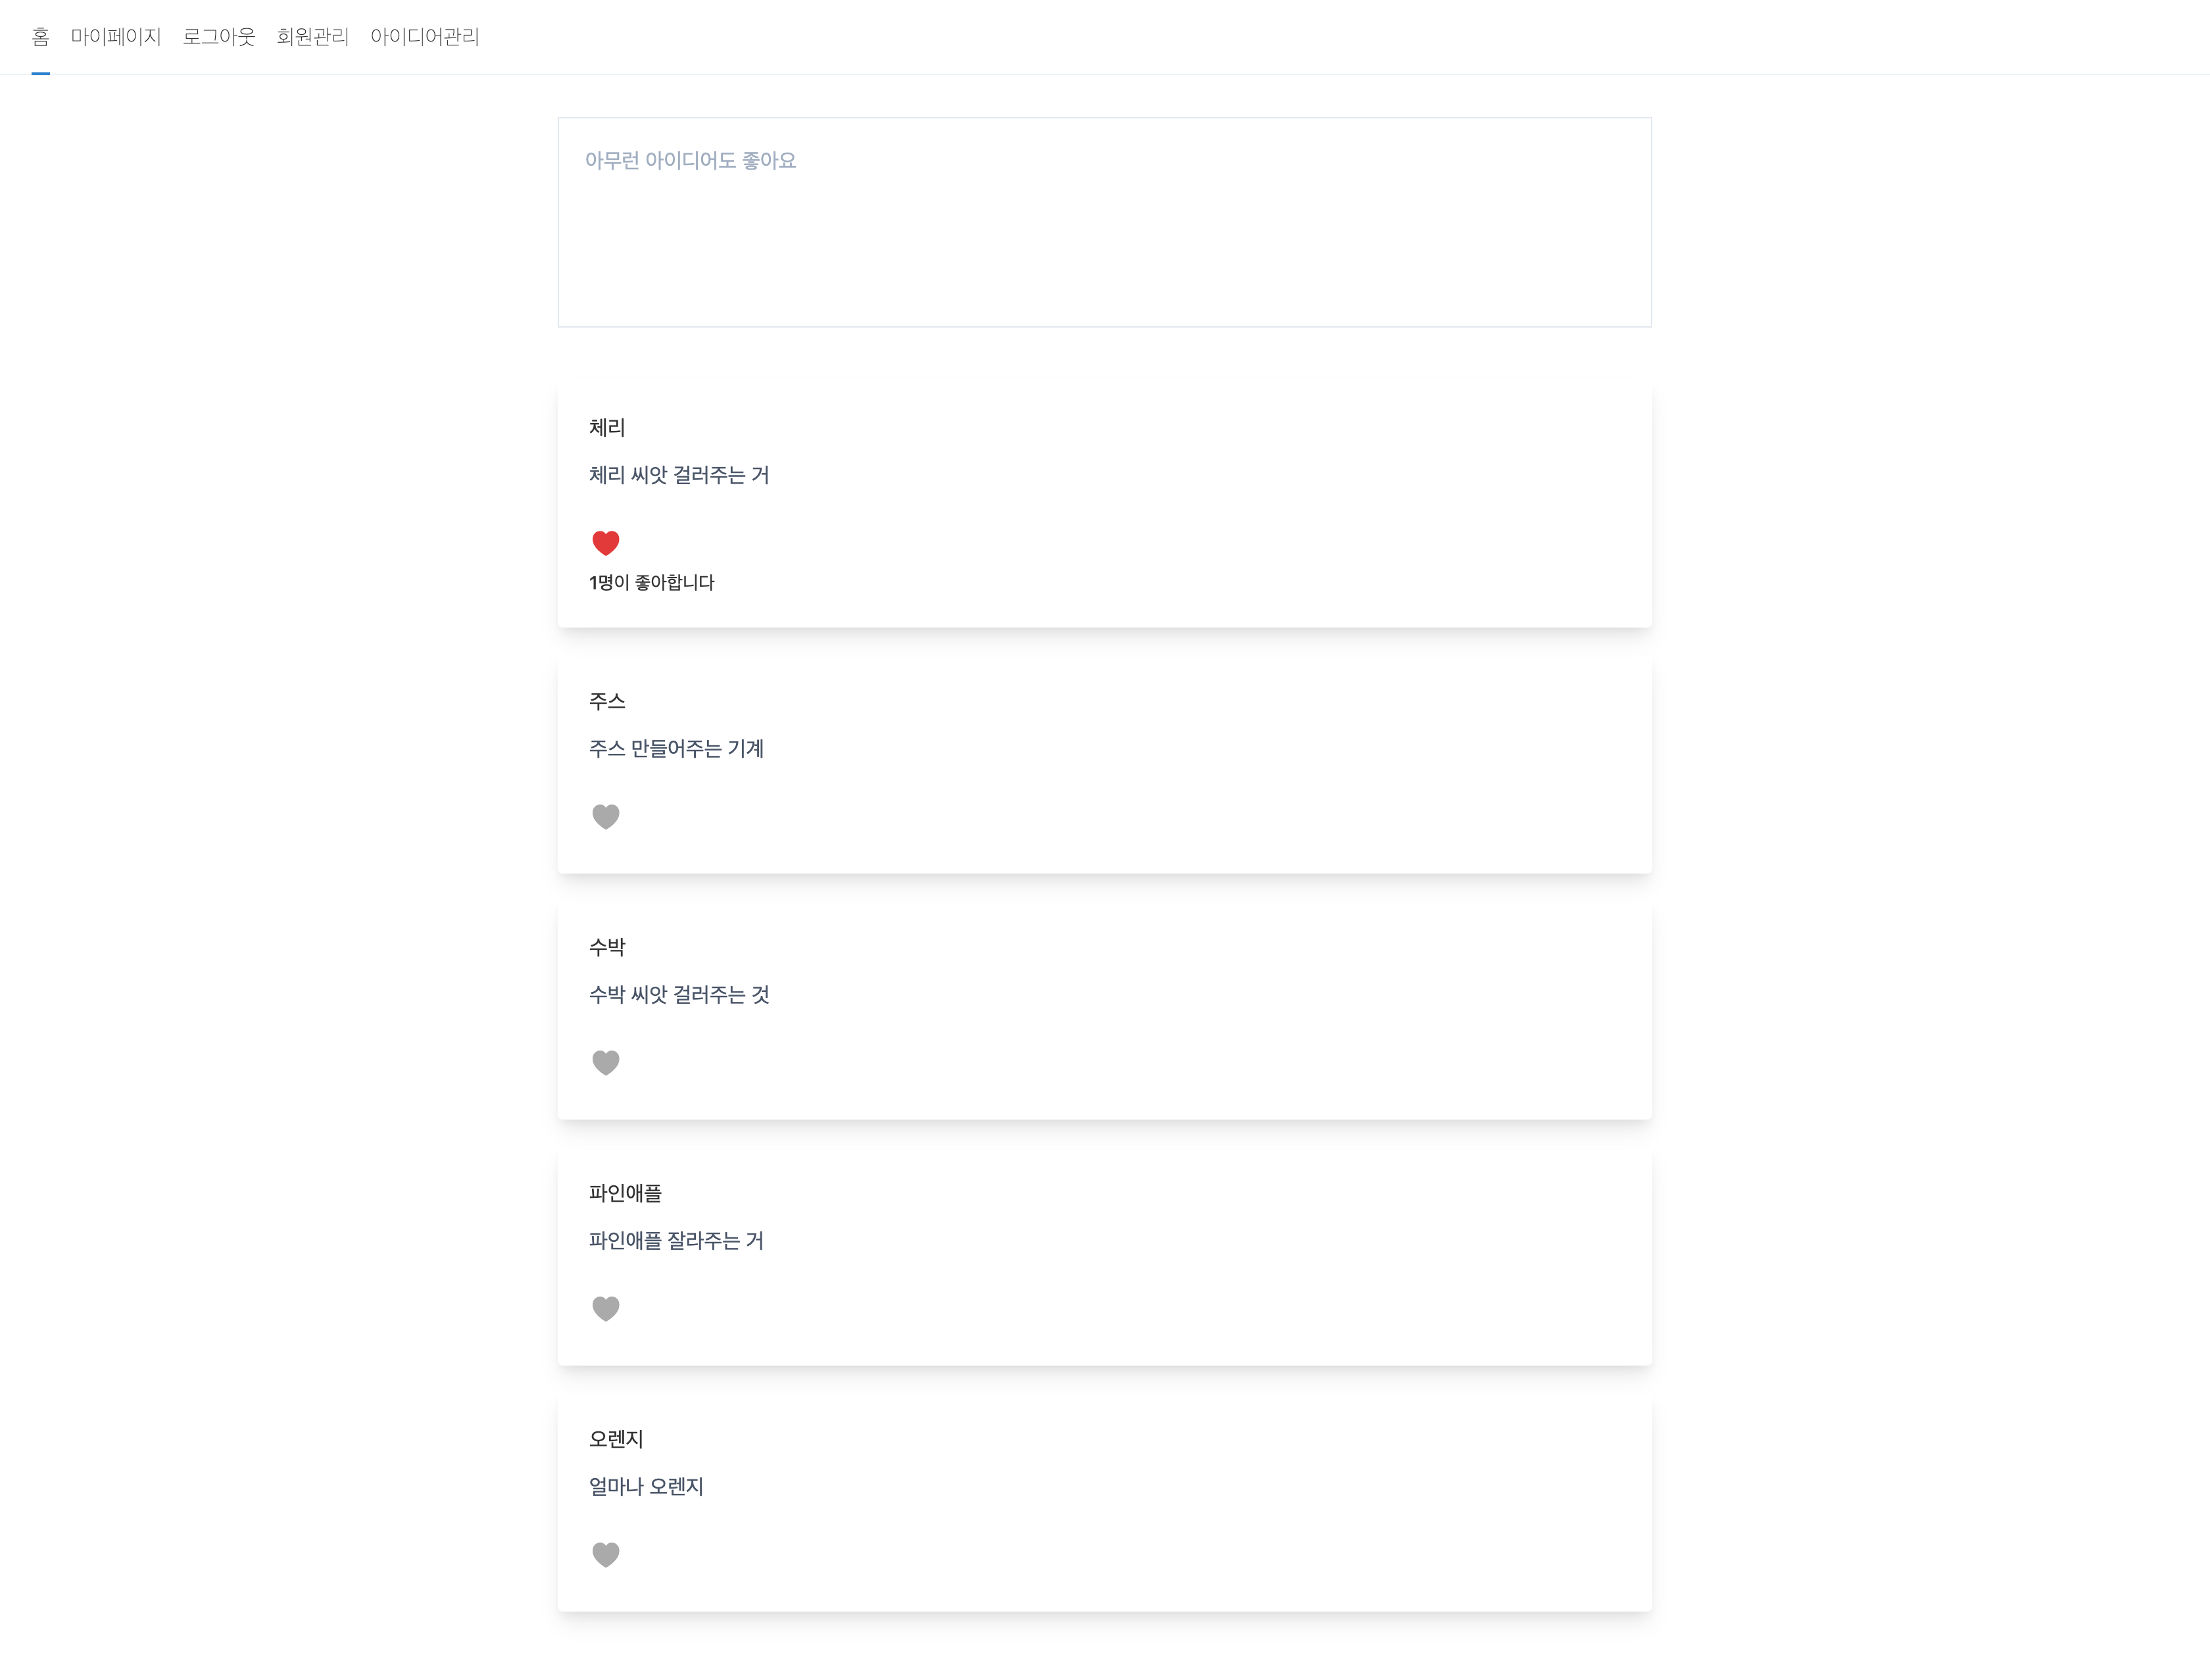 홈 마이페이지 로그아웃 회원관리 아이디어관리
아무런 아이디어도 좋아요
체리
체리 씨앗 걸러주는 거
1명이 좋아합니다
주스
주스 만들어주는 기계
수박
수박 씨앗 걸러주는 것
파인애플
파인애플 잘라주는 거
오렌지
얼마나 오렌지